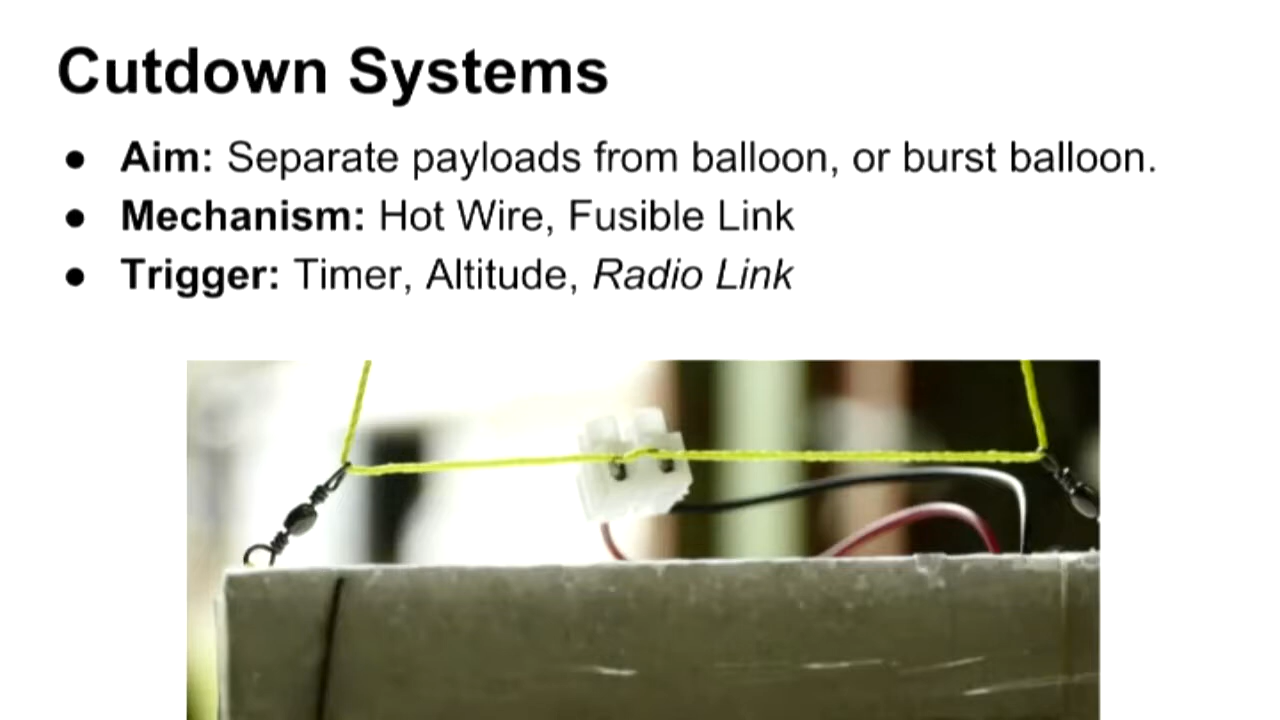 Cutdown Systems
● Aim: Separate payloads from balloon, or burst balloon.
● Mechanism: Hot Wire, Fusible Link
● Trigger: Timer, Altitude, Radio Link